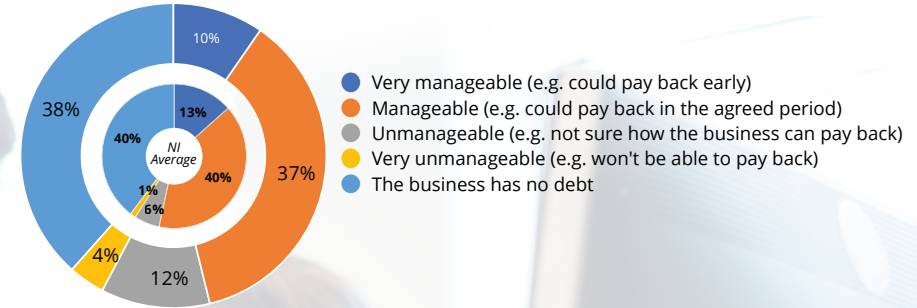 10%
38%
37%
4%
12%
13%
40%
40%
1%
6%
NI
Average
Very manageable (e.g. could pay back early)
Manageable (e.g. could pay back in the agreed period)
Unmanageable (e.g. not sure how the business can pay back)
Very unmanageable (e.g. won't be able to pay back)
The business has no debt